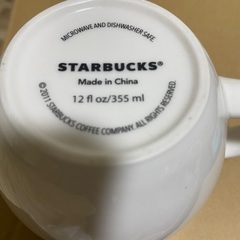 MICROWAVE AND DISHWASHER SAFE
STARBUCKS®
Made in China
12 fl oz/355 ml
© 2011 STARBUCKS COFFEE COMPANY. ALL RIGHTS RESERVED.